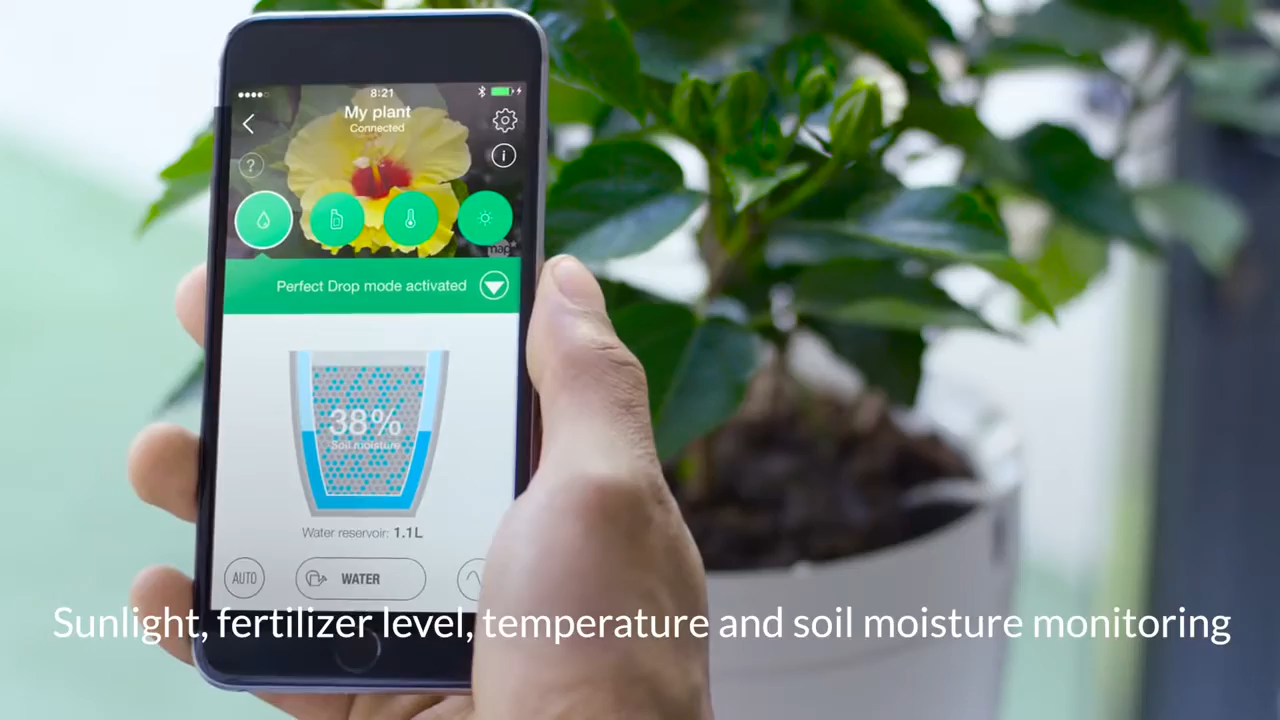 8:21
My plant
Connected
?
i
Perfect Drop mode activated
38%
Soil moisture
Water reservoir: 1.1L
AUTO
WATER
Sunlight, fertilizer level, temperature and soil moisture monitoring